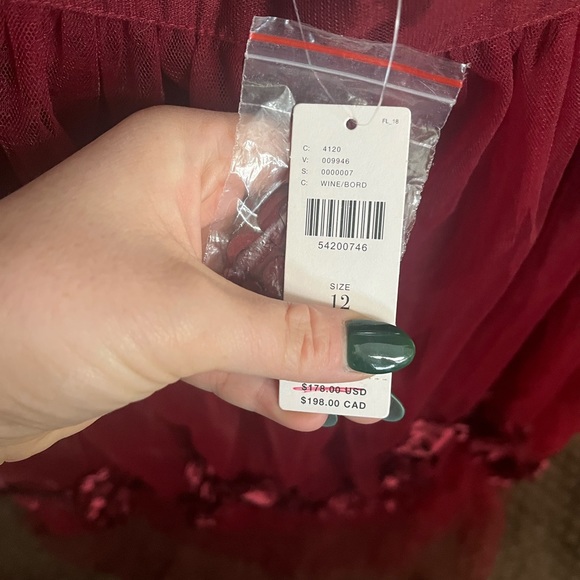 FL_18
C: 4120
V: 009946
S: 0000007
C: WINE/BORD
54200746
SIZE
12
$178.00 USD
$198.00 CAD